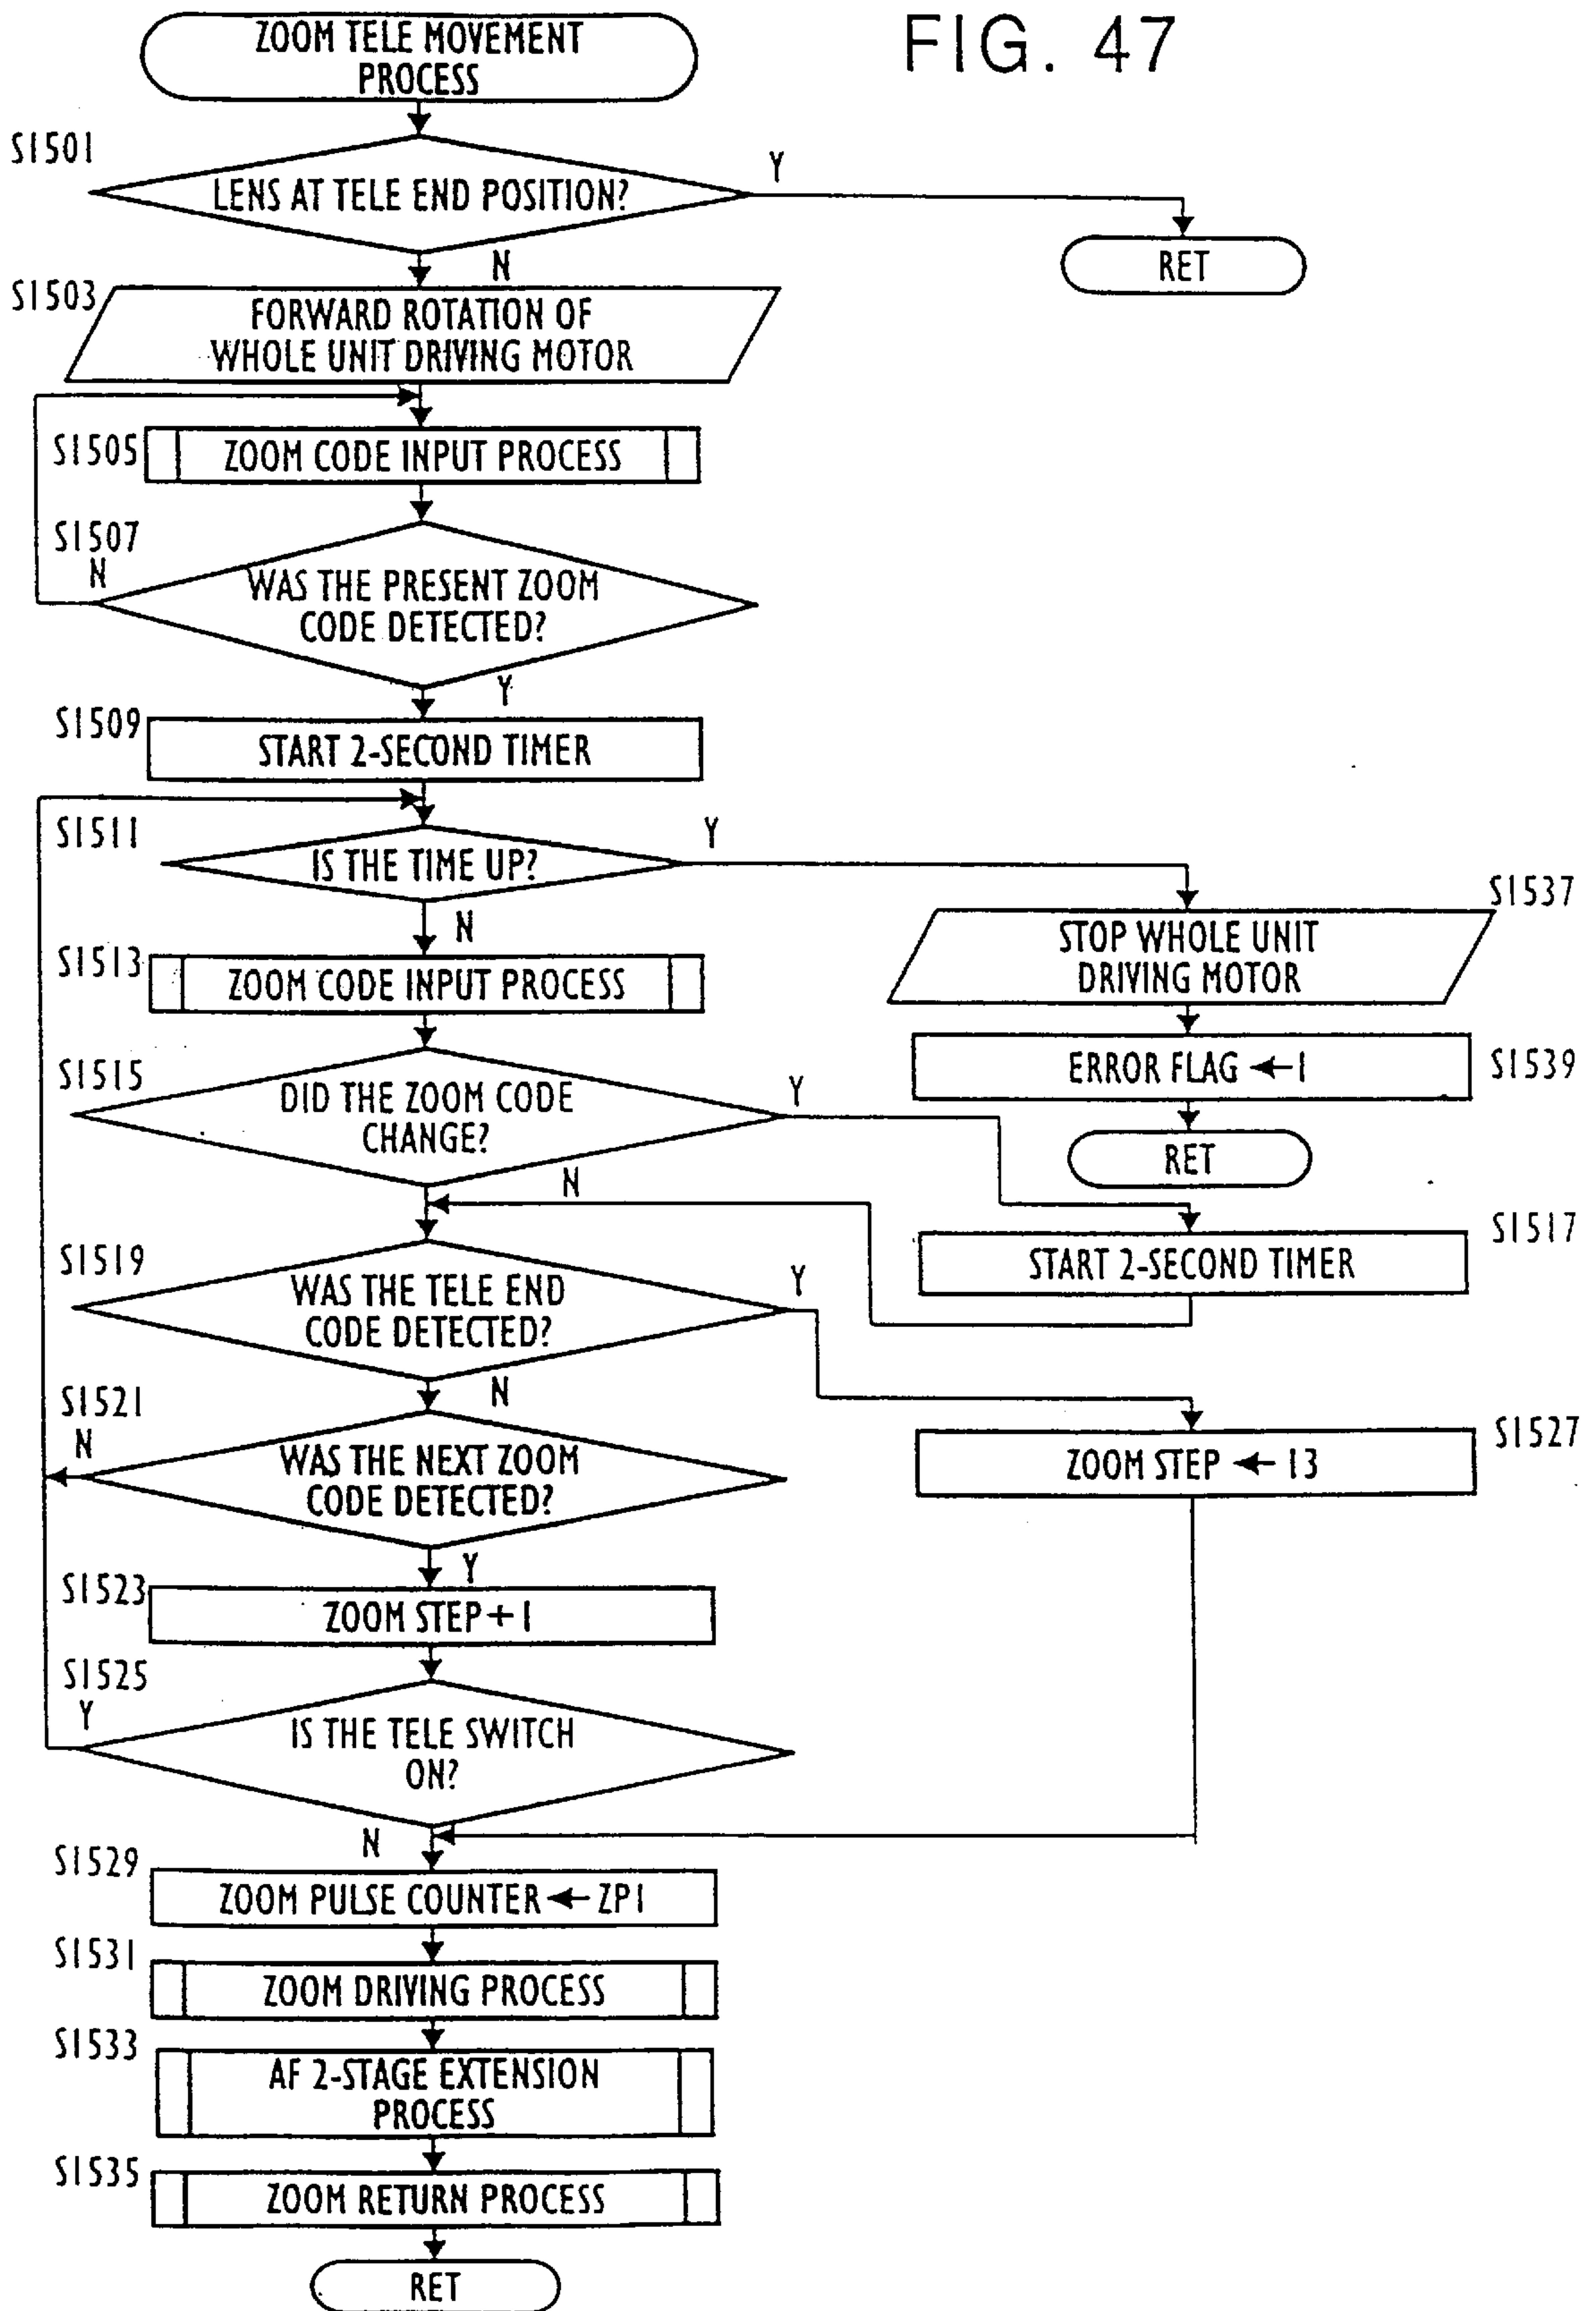 FIG. 47
ZOOM TELE MOVEMENT
PROCESS
S1501
LENS AT TELE END POSITION?
Y
RET
N
S1503
FORWARD ROTATION OF
WHOLE UNIT DRIVING MOTOR
S1505
ZOOM CODE INPUT PROCESS
S1507
N
WAS THE PRESENT ZOOM
CODE DETECTED?
Y
S1509
START 2-SECOND TIMER
S1511
IS THE TIME UP?
Y
N
S1537
STOP WHOLE UNIT
DRIVING MOTOR
S1513
ZOOM CODE INPUT PROCESS
ERROR FLAG ← 1
S1539
RET
S1515
DID THE ZOOM CODE
CHANGE?
Y
N
S1517
START 2-SECOND TIMER
S1519
WAS THE TELE END
CODE DETECTED?
Y
N
S1521
N
WAS THE NEXT ZOOM
CODE DETECTED?
Y
S1527
ZOOM STEP ← 13
S1523
ZOOM STEP + 1
S1525
Y
IS THE TELE SWITCH
ON?
N
S1529
ZOOM PULSE COUNTER ← ZP1
S1531
ZOOM DRIVING PROCESS
S1533
AF 2-STAGE EXTENSION
PROCESS
S1535
ZOOM RETURN PROCESS
RET